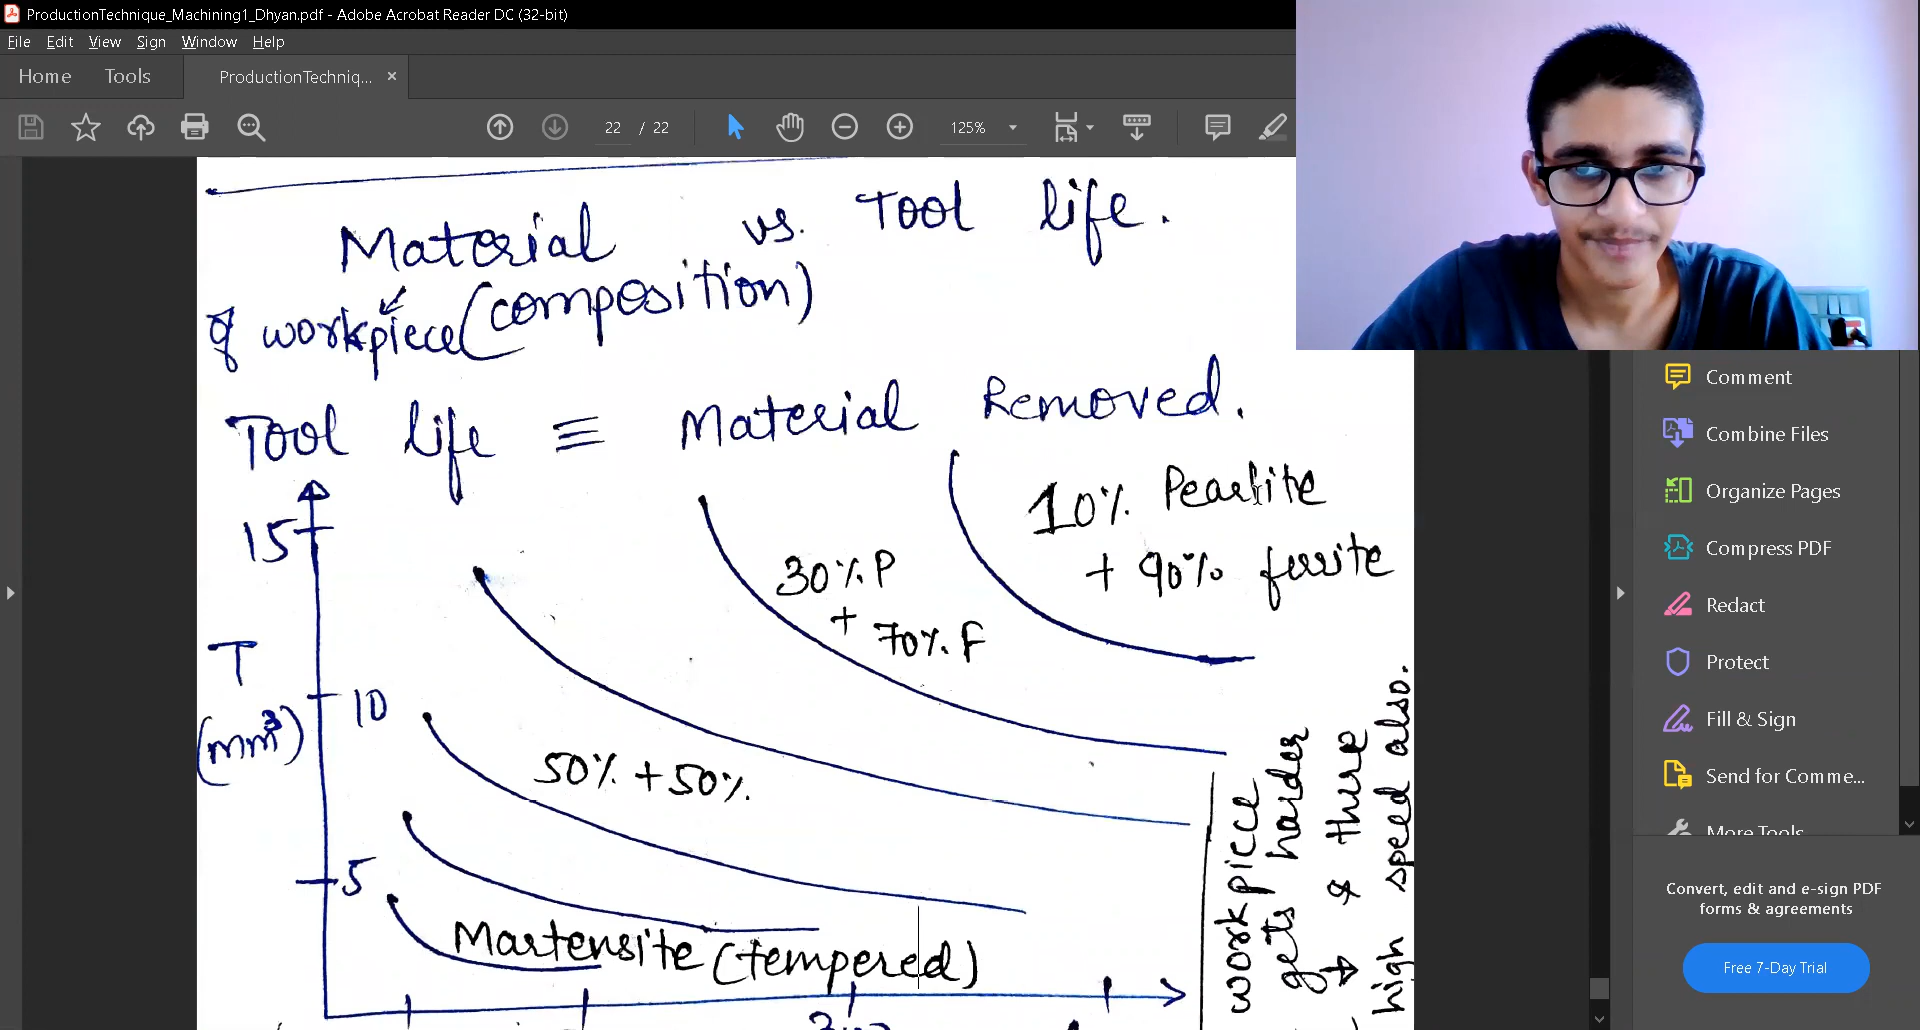 ProductionTechnique_Machining1_Dhyan.pdf - Adobe Acrobat Reader DC (32-bit)
File Edit View Sign Window Help
Home Tools ProductionTechniq... ×
22 / 22 125%
Material vs. Tool life.
of workpiece (composition)
Tool life ≡ Material Removed.
15
10% Pearlite
+ 90% ferrite
30% P
+ 70% F
T
(mm³)
10
50% + 50%
5
Martensite (tempered)
workpiece
gets harder
→ & there
high speed also.
Comment
Combine Files
Organize Pages
Compress PDF
Redact
Protect
Fill & Sign
Send for Comme...
More Tools
Convert, edit and e-sign PDF
forms & agreements
Free 7-Day Trial